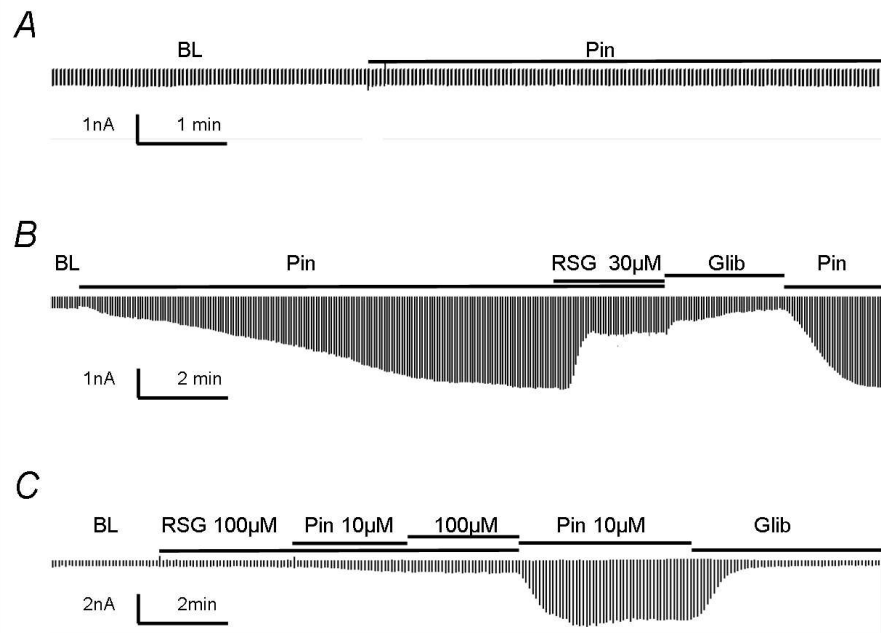 A
BL Pin
1nA 1 min
B
BL Pin RSG 30µM Glib Pin
1nA 2 min
C
BL RSG 100µM Pin 10µM 100µM Pin 10µM Glib
2nA 2min